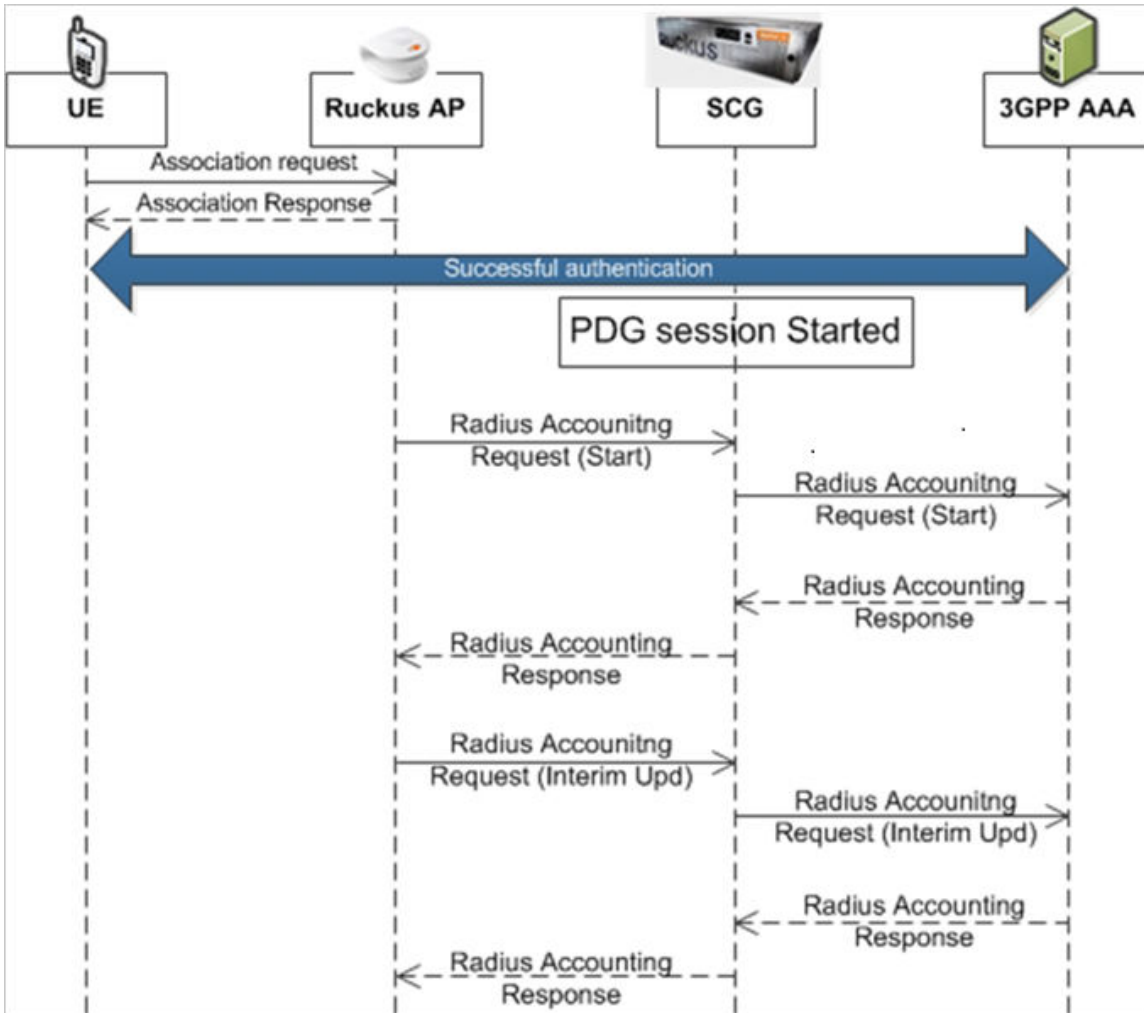 RUCKUS
UE
Ruckus AP
SCG
3GPP AAA
Association request
Association Response
Successful authentication
PDG session Started
Radius Accounitng
Request (Start)
Radius Accounitng
Request (Start)
Radius Accounting
Response
Radius Accounting
Response
Radius Accounitng
Request (Interim Upd)
Radius Accounitng
Request (Interim Upd)
Radius Accounting
Response
Radius Accounting
Response